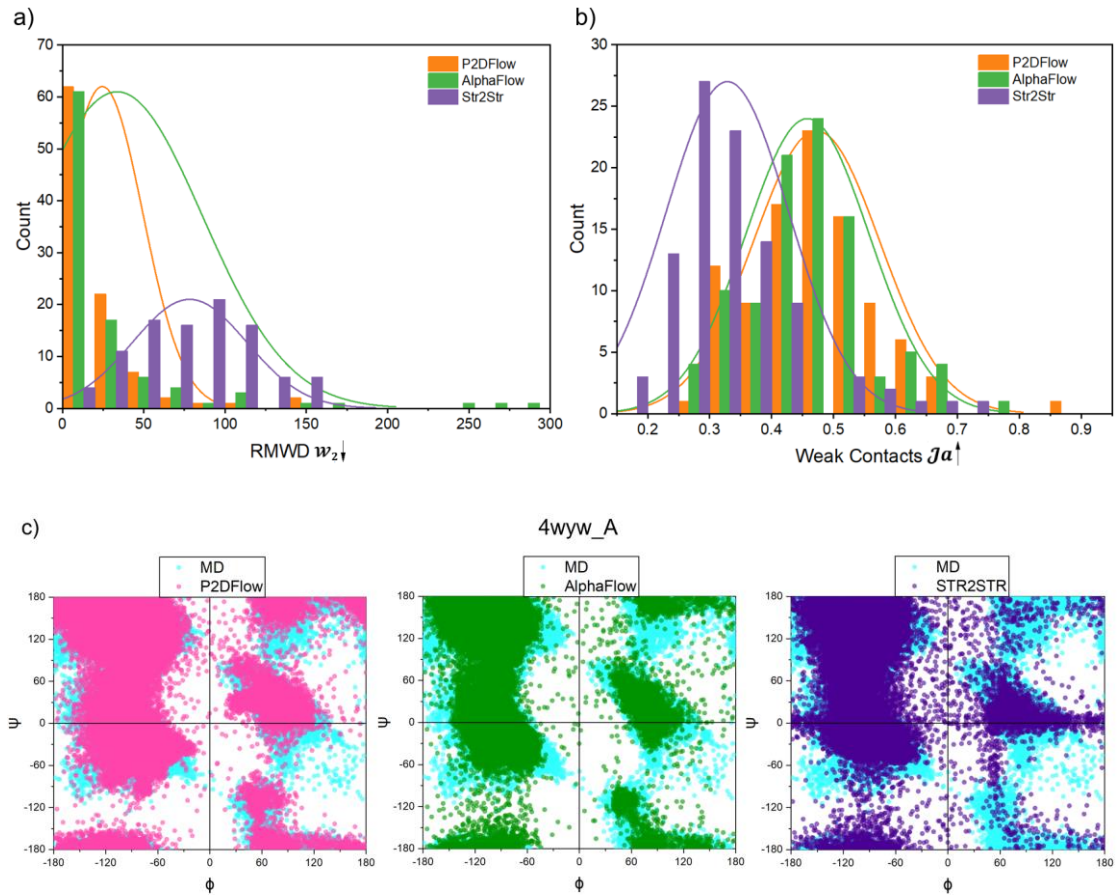 a)
70
60
50
40
30
20
10
0
Count
0 50 100 150 200 250 300
RMWD 𝓌₂↓
P2DFlow
AlphaFlow
Str2Str
b)
30
25
20
15
10
5
0
Count
0.2 0.3 0.4 0.5 0.6 0.7 0.8 0.9
Weak Contacts 𝒥a↑
P2DFlow
AlphaFlow
Str2Str
c)
4wyw_A
MD
P2DFlow
180
120
60
0
-60
-120
-180
ψ
-180 -120 -60 0 60 120 180
ϕ
MD
AlphaFlow
180
120
60
0
-60
-120
-180
ψ
-180 -120 -60 0 60 120 180
ϕ
MD
STR2STR
180
120
60
0
-60
-120
-180
ψ
-180 -120 -60 0 60 120 180
ϕ